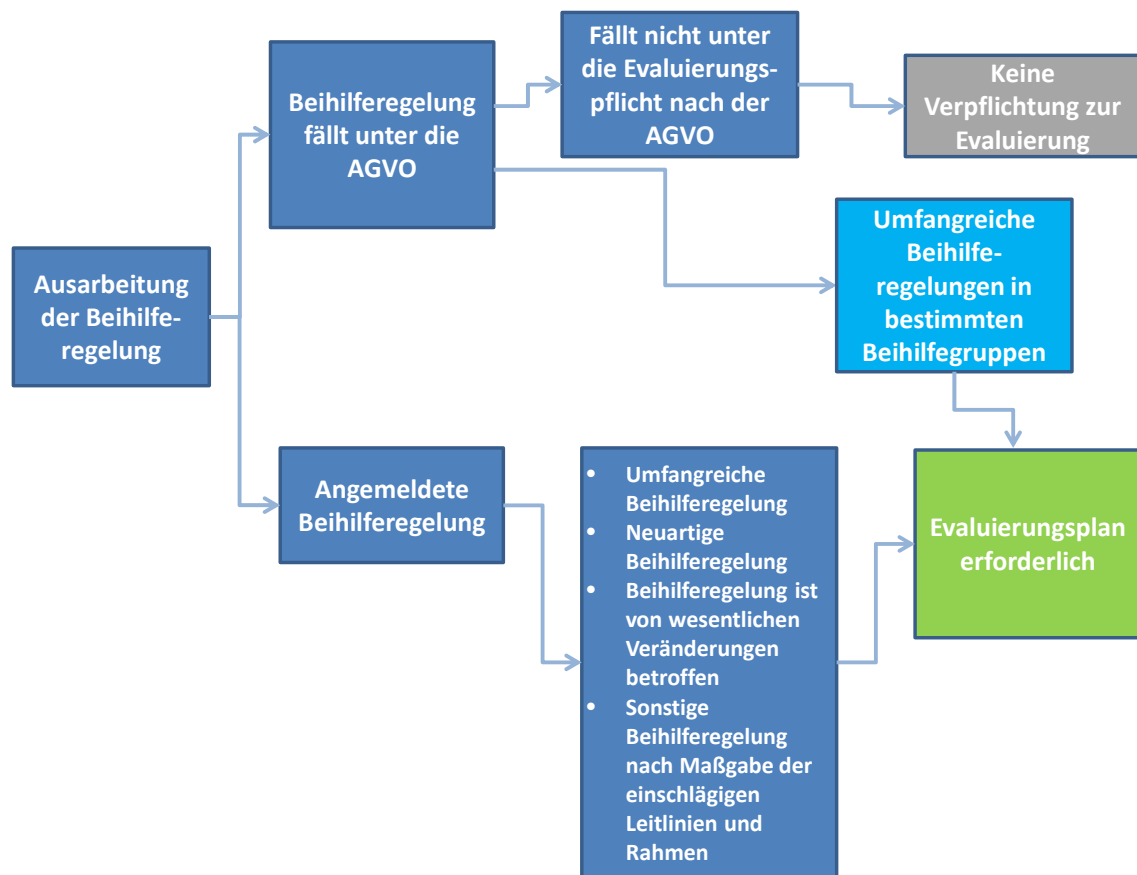 Ausarbeitung
der Beihilfe-
regelung
Beihilferegelung
fällt unter die
AGVO
Fällt nicht unter
die Evaluierungs-
pflicht nach der
AGVO
Keine
Verpflichtung zur
Evaluierung
Umfangreiche
Beihilfe-
regelungen in
bestimmten
Beihilfegruppen
Angemeldete
Beihilferegelung
• Umfangreiche
Beihilferegelung
• Neuartige
Beihilferegelung
• Beihilferegelung ist
von wesentlichen
Veränderungen
betroffen
• Sonstige
Beihilferegelung
nach Maßgabe der
einschlägigen
Leitlinien und
Rahmen
Evaluierungsplan
erforderlich